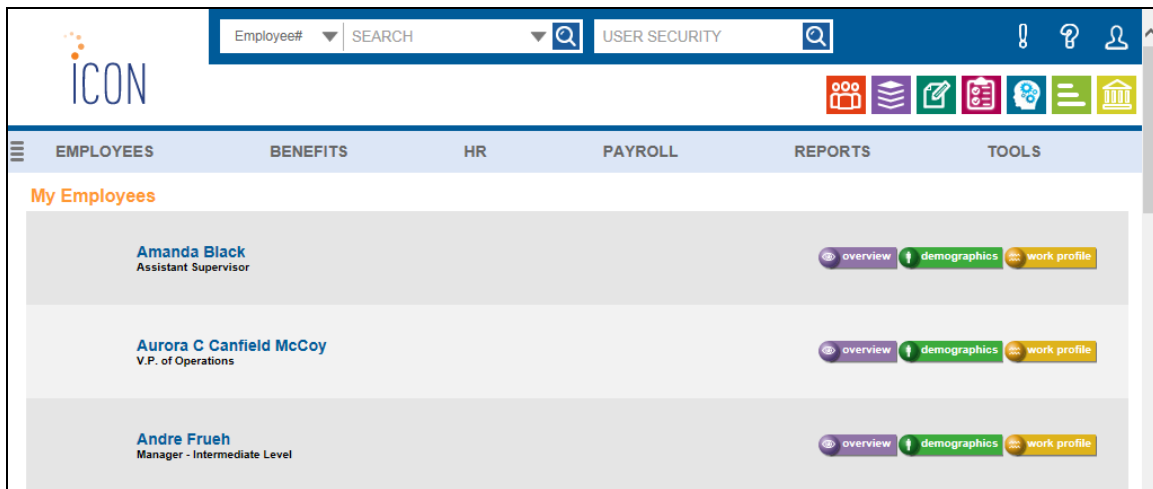 Employee# SEARCH USER SECURITY
iCON
EMPLOYEES BENEFITS HR PAYROLL REPORTS TOOLS
My Employees
Amanda Black
Assistant Supervisor
overview demographics work profile
Aurora C Canfield McCoy
V.P. of Operations
overview demographics work profile
Andre Frueh
Manager - Intermediate Level
overview demographics work profile